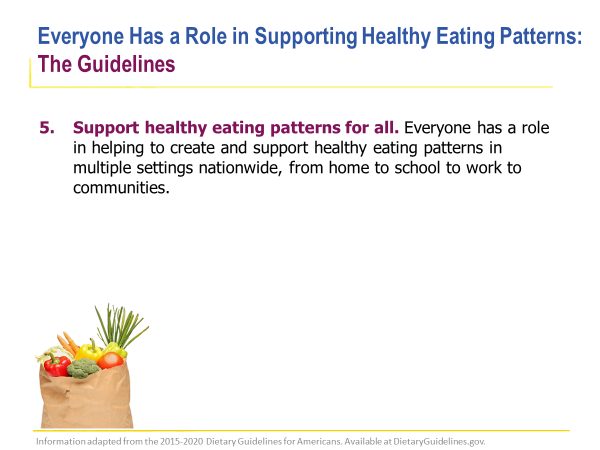 Everyone Has a Role in Supporting Healthy Eating Patterns:
The Guidelines
5. Support healthy eating patterns for all. Everyone has a role
in helping to create and support healthy eating patterns in
multiple settings nationwide, from home to school to work to
communities.
Information adapted from the 2015-2020 Dietary Guidelines for Americans. Available at DietaryGuidelines.gov.